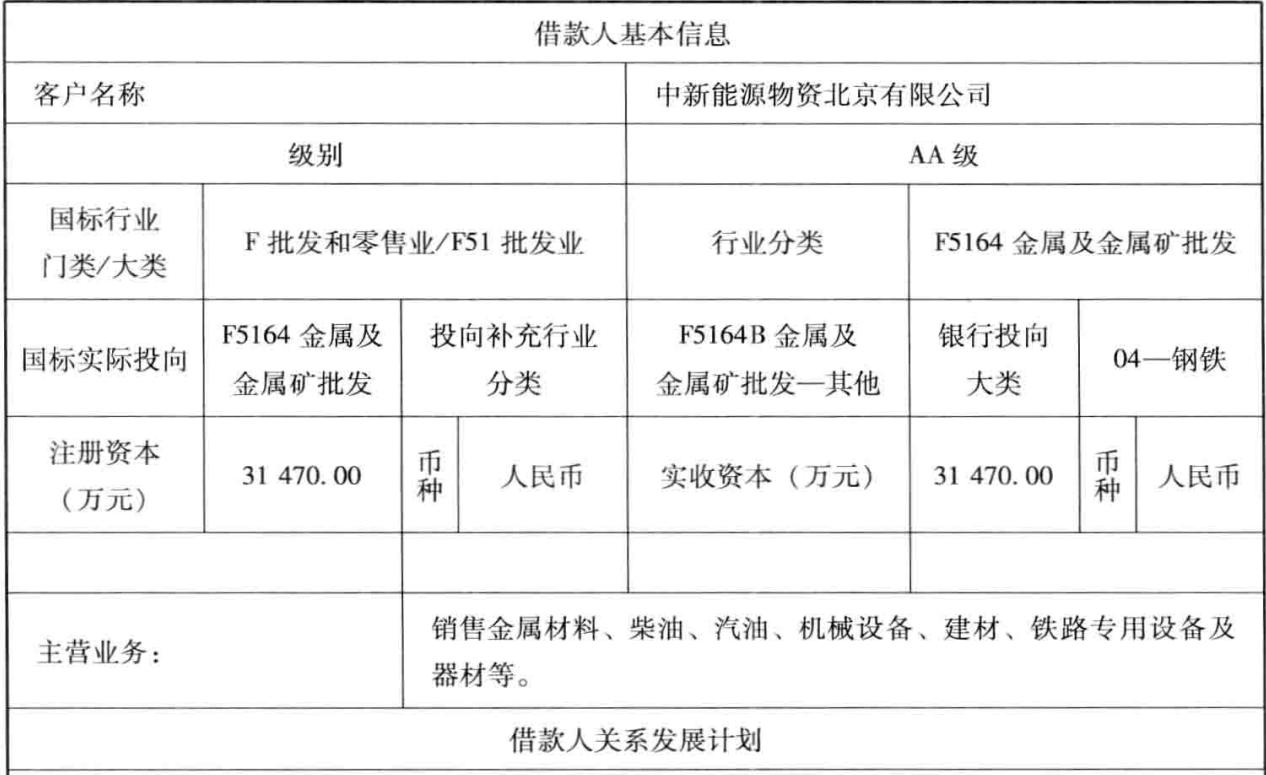 借款人基本信息
客户名称
中新能源物资北京有限公司
级别
AA 级
国标行业
门类/大类
F 批发和零售业/F51 批发业
行业分类
F5164 金属及金属矿批发
国标实际投向
F5164 金属及
金属矿批发
投向补充行业
分类
F5164B 金属及
金属矿批发—其他
银行投向
大类
04—钢铁
注册资本
(万元)
31 470.00
币
种
人民币
实收资本(万元)
31 470.00
币
种
人民币
主营业务:
销售金属材料、柴油、汽油、机械设备、建材、铁路专用设备及
器材等。
借款人关系发展计划